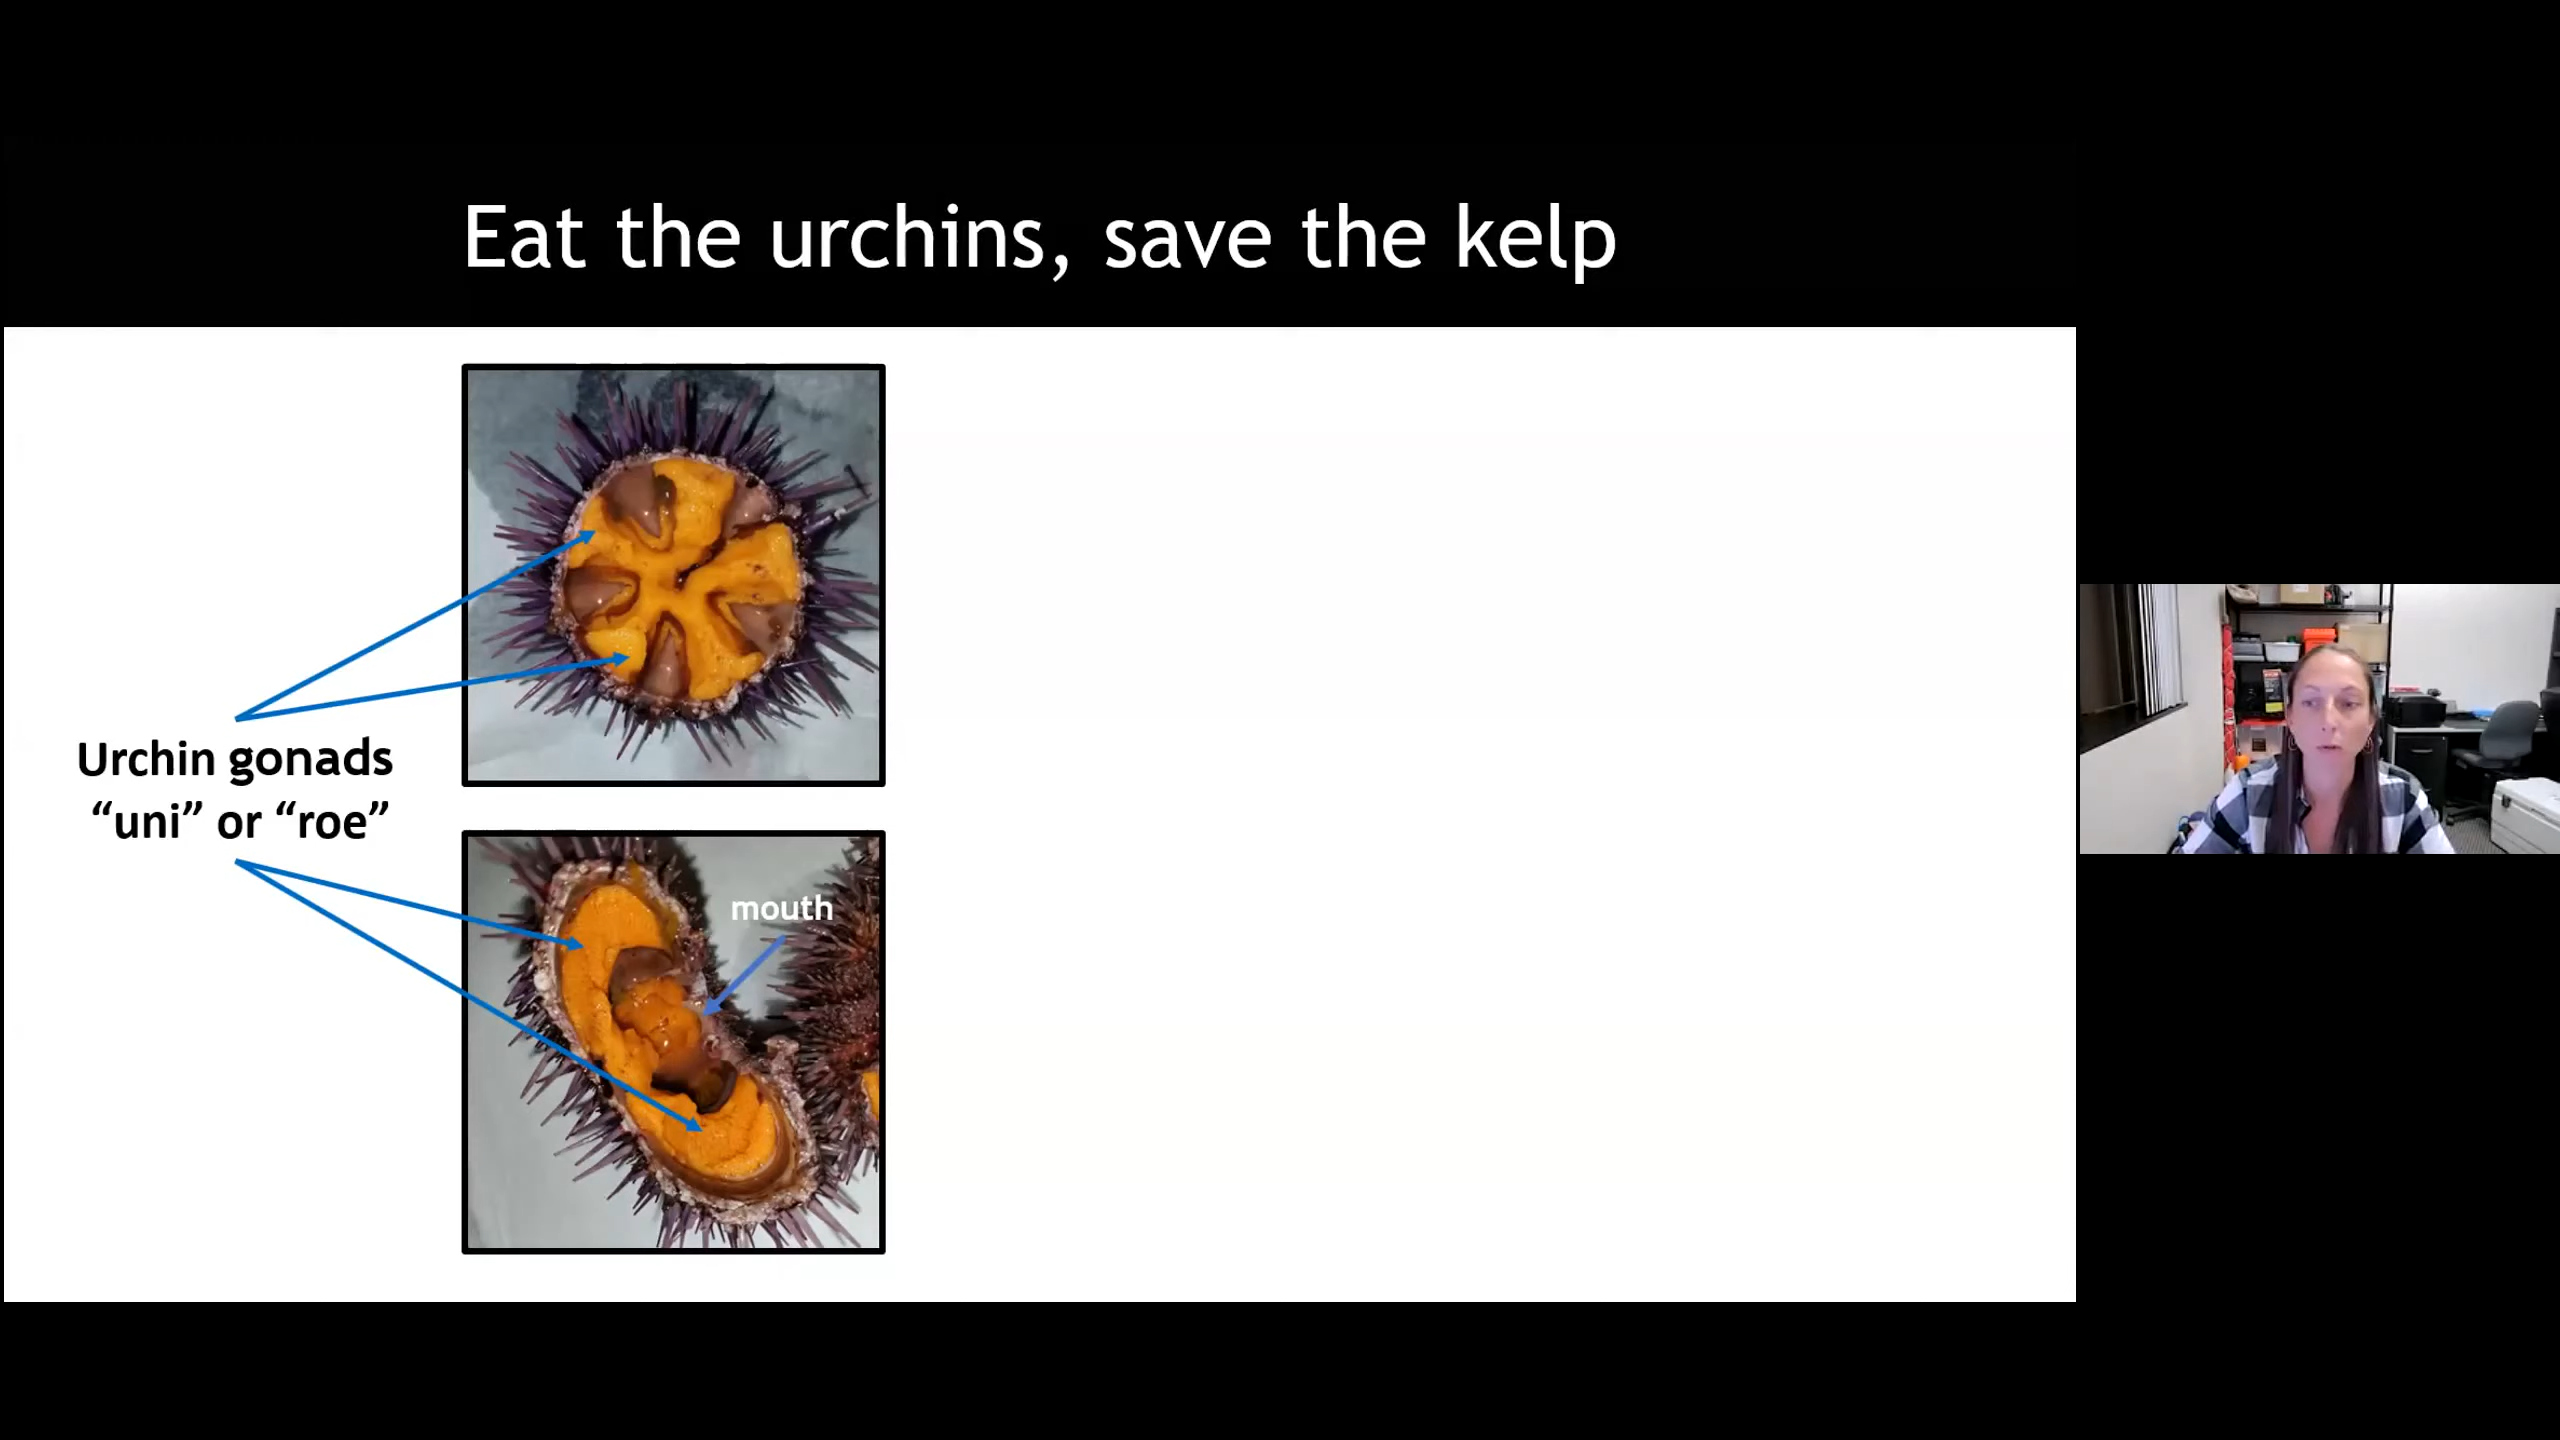 Eat the urchins, save the kelp
Urchin gonads
“uni” or “roe”
mouth